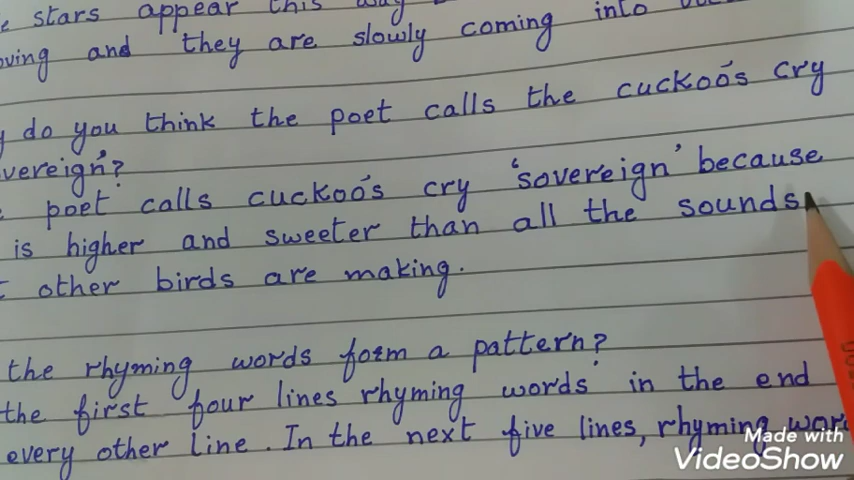 stars appear this way
and they are slowly coming into
do you think the poet calls the cuckoo's cry
vereign'?
poet calls cuckoo's cry 'sovereign' because
is higher and sweeter than all the sounds
other birds are making.
the rhyming words form a pattern?
the first four lines rhyming words in the end
every other line. In the next five lines, rhyming wor
Made with
VideoShow